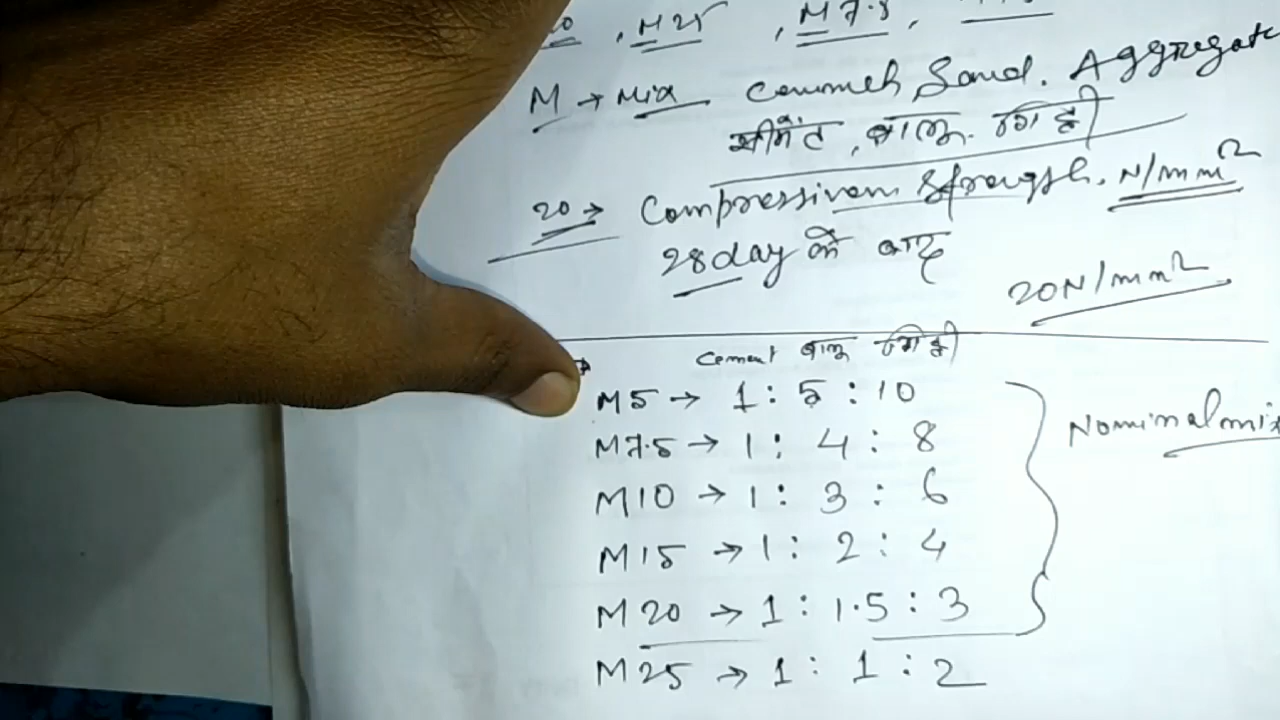 , M25 , M7.5,
M → Mix Cement, Sand. Aggregate
सीमेंट, बालू. गिट्टी
20 → Compressivem Strength. N/mm²
28day के बाद
20N/mm²
Cement बालू गिट्टी
M5 → 1 : 5 : 10
M7.5 → 1 : 4 : 8 Nominal mix
M10 → 1 : 3 : 6
M15 → 1 : 2 : 4
M20 → 1 : 1.5 : 3
M25 → 1 : 1 : 2